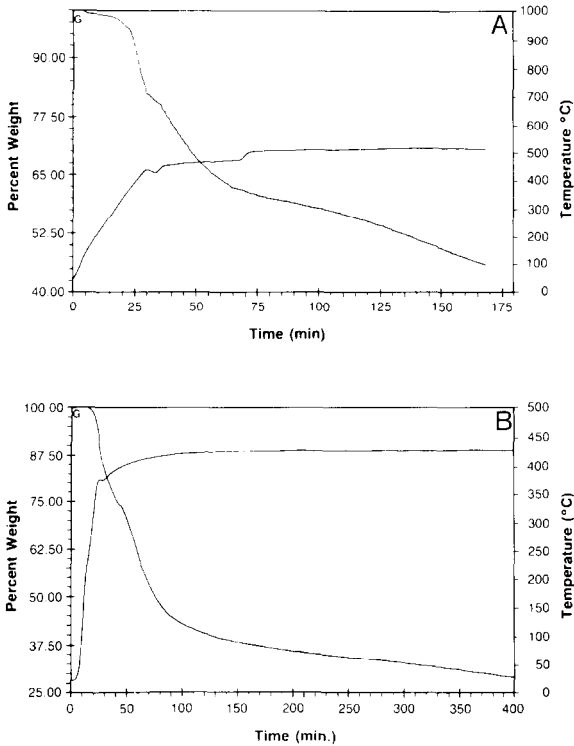 A
G
1000
900
800
700
600
500
400
300
200
100
0
90.00
77.50
65.00
52.50
40.00
Percent Weight
Temperature °C
0 25 50 75 100 125 150 175
Time (min)
B
G
100 00
87.50
75.00
62.50
50.00
37.50
25.00
500
450
400
350
300
250
200
150
100
50
0
Percent Weight
Temperature (°C)
0 50 100 150 200 250 300 350 400
Time (min.)